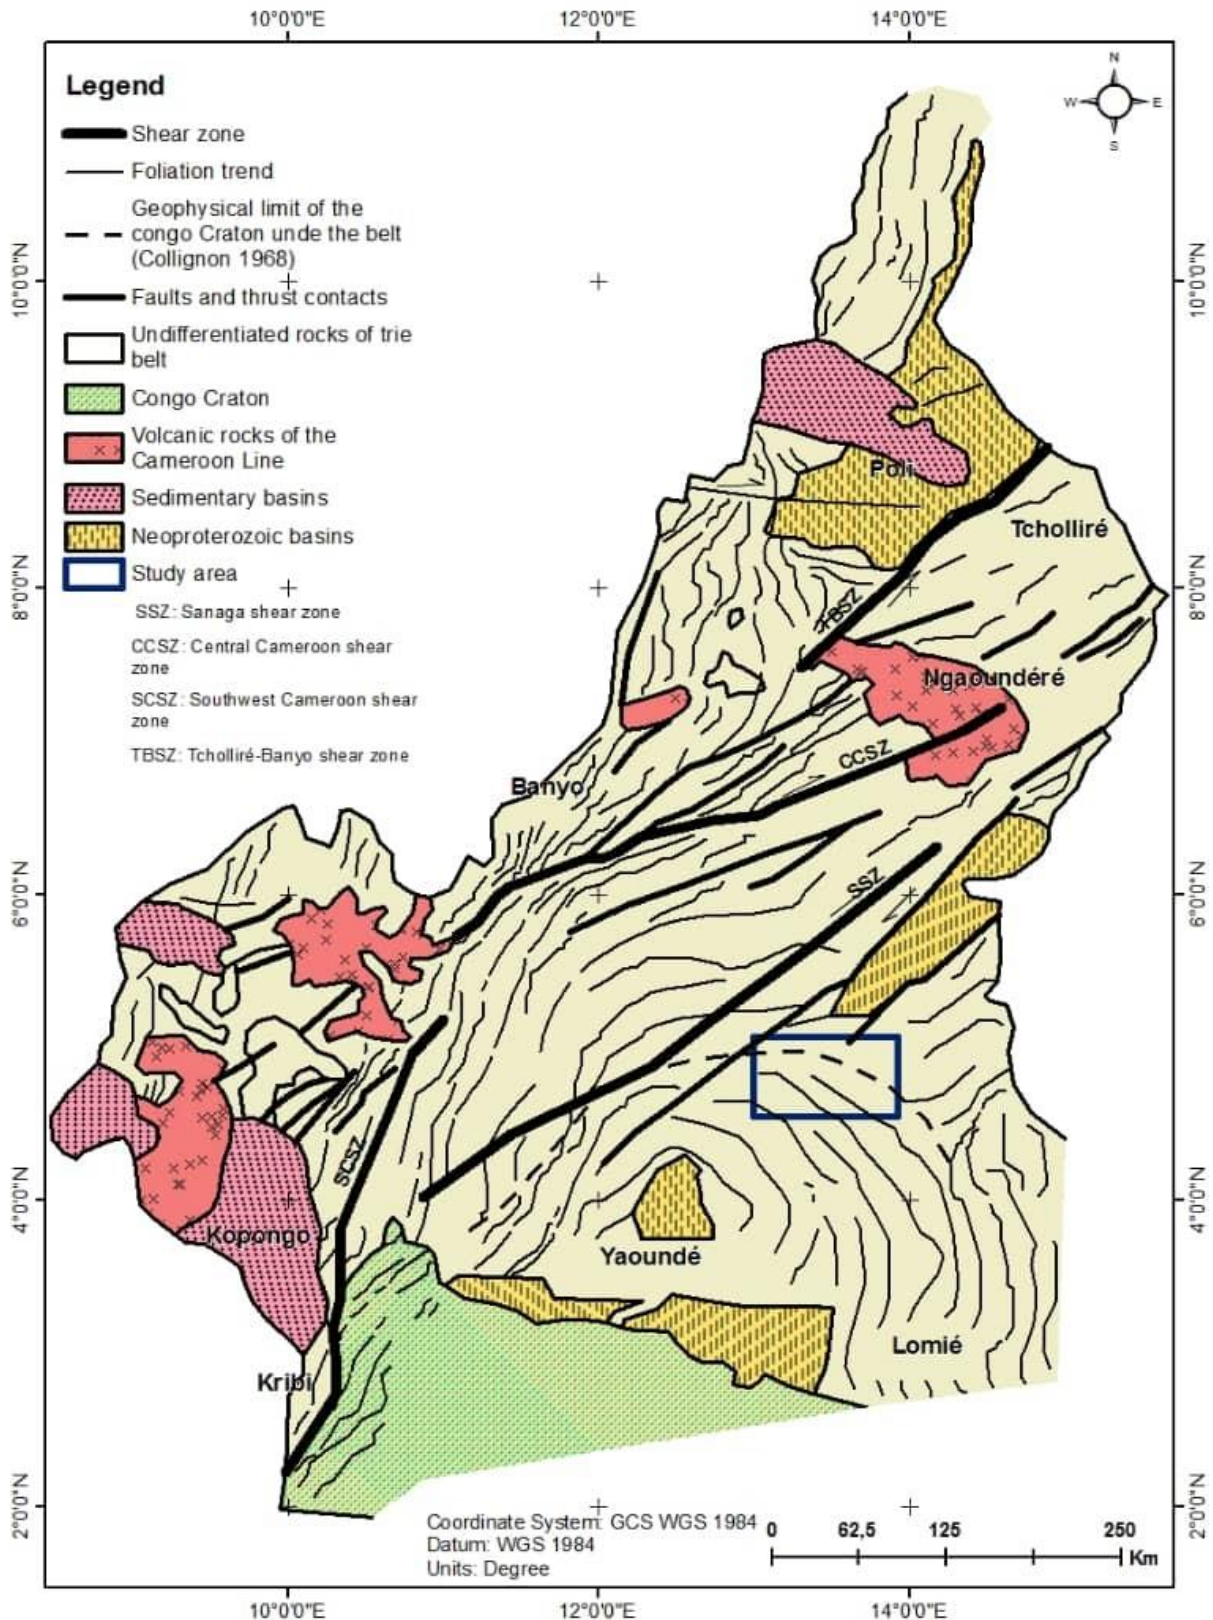 10°0'0"E 12°0'0"E 14°0'0"E
N
W E
S
Legend
Shear zone
Foliation trend
Geophysical limit of the
congo Craton unde the belt
(Collignon 1968)
Faults and thrust contacts
Undifferentiated rocks of trie
belt
Congo Craton
Volcanic rocks of the
Cameroon Line
Sedimentary basins
Neoproterozoic basins
Study area
SSZ: Sanaga shear zone
CCSZ: Central Cameroon shear
zone
SCSZ: Southwest Cameroon shear
zone
TBSZ: Tcholliré-Banyo shear zone
10°0'0"N 10°0'0"N
8°0'0"N 8°0'0"N
6°0'0"N 6°0'0"N
4°0'0"N 4°0'0"N
2°0'0"N 2°0'0"N
Poli
Tcholliré
TBSZ
Ngaoundéré
CCSZ
Banyo
SSZ
SCSZ
Kopongo
Yaoundé
Lomié
Kribi
Coordinate System: GCS WGS 1984
Datum: WGS 1984
Units: Degree
0 62,5 125 250
Km
10°0'0"E 12°0'0"E 14°0'0"E